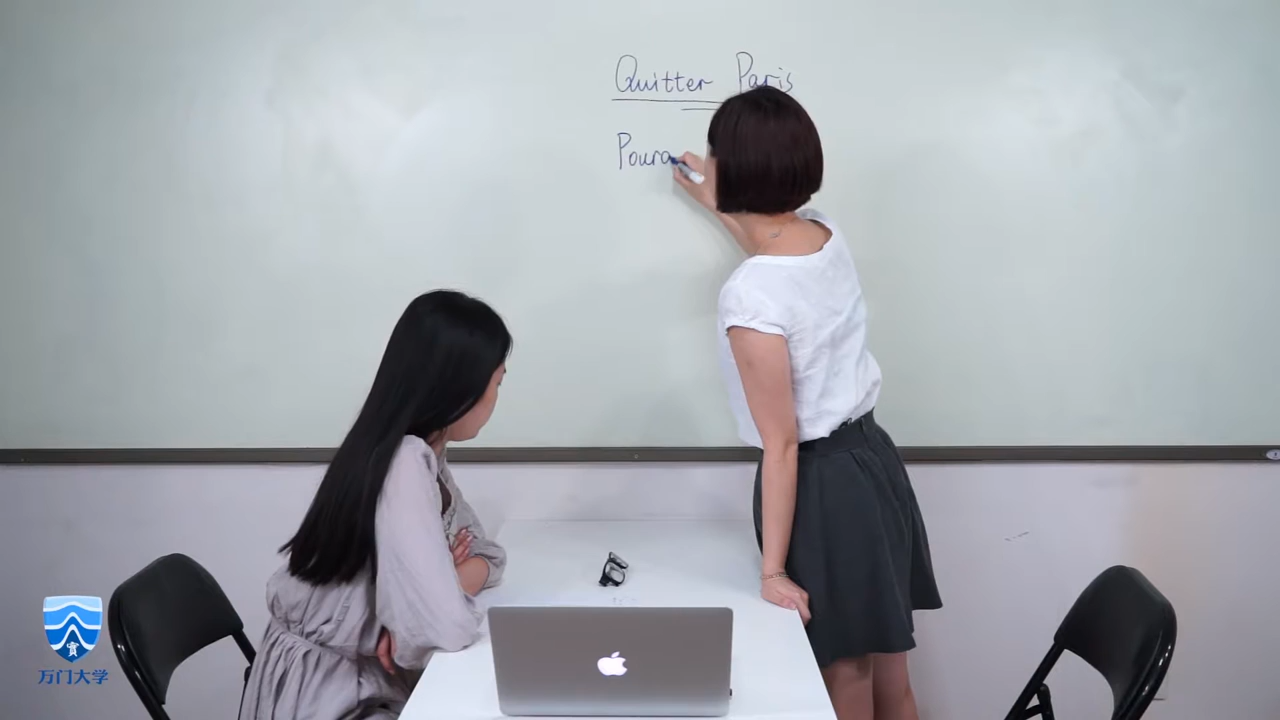 Quitter Paris
Poura
万门大学